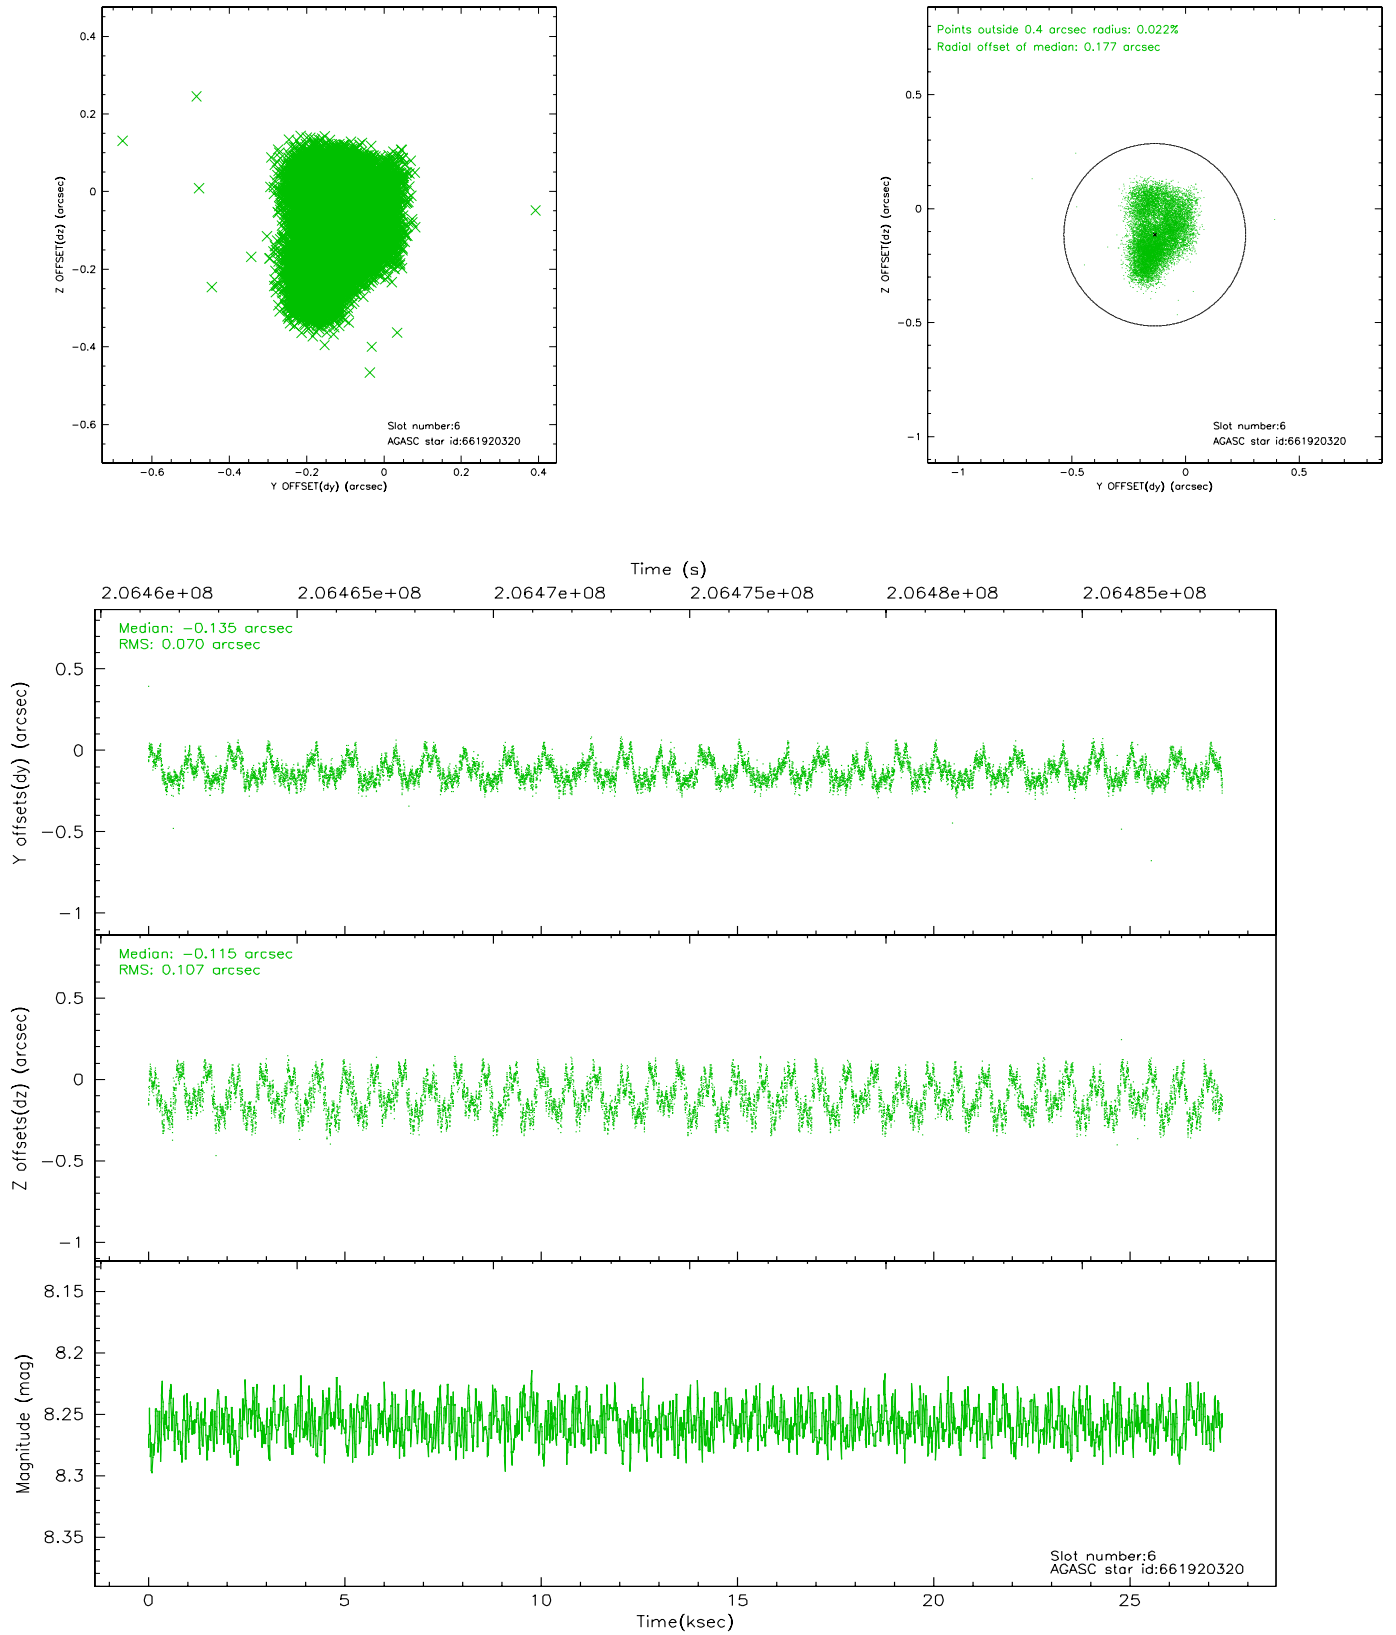 0.4
0.2
0
−0.2
−0.4
−0.6
Z OFFSET(dz) (arcsec)
Slot number:6
AGASC star id:661920320
−0.6 −0.4 −0.2 0 0.2 0.4
Y OFFSET(dy) (arcsec)
Points outside 0.4 arcsec radius: 0.022%
Radial offset of median: 0.177 arcsec
0.5
0
−0.5
−1
Z OFFSET(dz) (arcsec)
Slot number:6
AGASC star id:661920320
−1 −0.5 0 0.5
Y OFFSET(dy) (arcsec)
Time (s)
2.0646e+08 2.06465e+08 2.0647e+08 2.06475e+08 2.0648e+08 2.06485e+08
Median: −0.135 arcsec
RMS: 0.070 arcsec
0.5
0
−0.5
−1
Y offsets(dy) (arcsec)
Median: −0.115 arcsec
RMS: 0.107 arcsec
0.5
0
−0.5
−1
Z offsets(dz) (arcsec)
8.15
8.2
8.25
8.3
8.35
Magnitude (mag)
Slot number:6
AGASC star id:661920320
0 5 10 15 20 25
Time(ksec)